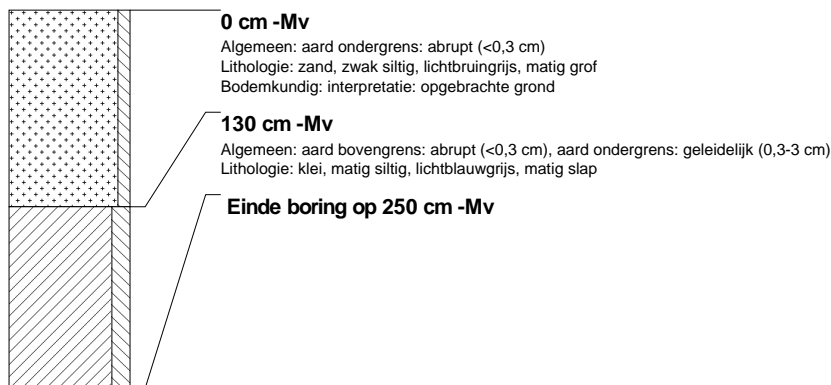 0 cm -Mv
Algemeen: aard ondergrens: abrupt (<0,3 cm)
Lithologie: zand, zwak siltig, lichtbruingrijs, matig grof
Bodemkundig: interpretatie: opgebrachte grond
130 cm -Mv
Algemeen: aard bovengrens: abrupt (<0,3 cm), aard ondergrens: geleidelijk (0,3-3 cm)
Lithologie: klei, matig siltig, lichtblauwgrijs, matig slap
Einde boring op 250 cm -Mv